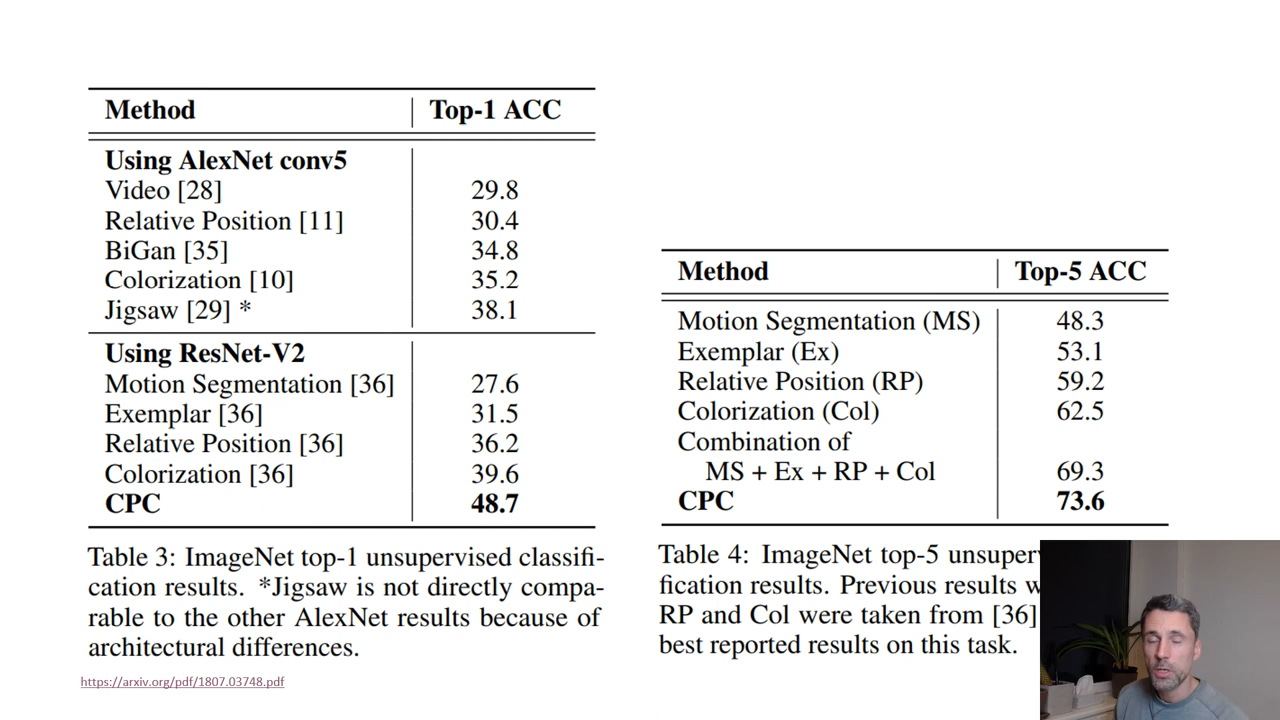 Method Top-1 ACC
Using AlexNet conv5
Video [28] 29.8
Relative Position [11] 30.4
BiGan [35] 34.8
Colorization [10] 35.2
Jigsaw [29] * 38.1
Using ResNet-V2
Motion Segmentation [36] 27.6
Exemplar [36] 31.5
Relative Position [36] 36.2
Colorization [36] 39.6
CPC 48.7
Table 3: ImageNet top-1 unsupervised classifi-
cation results. *Jigsaw is not directly compa-
rable to the other AlexNet results because of
architectural differences.
https://arxiv.org/pdf/1807.03748.pdf
Method Top-5 ACC
Motion Segmentation (MS) 48.3
Exemplar (Ex) 53.1
Relative Position (RP) 59.2
Colorization (Col) 62.5
Combination of
MS + Ex + RP + Col 69.3
CPC 73.6
Table 4: ImageNet top-5
fication results. Previous results
RP and Col were taken from [36]
best reported results on this task.